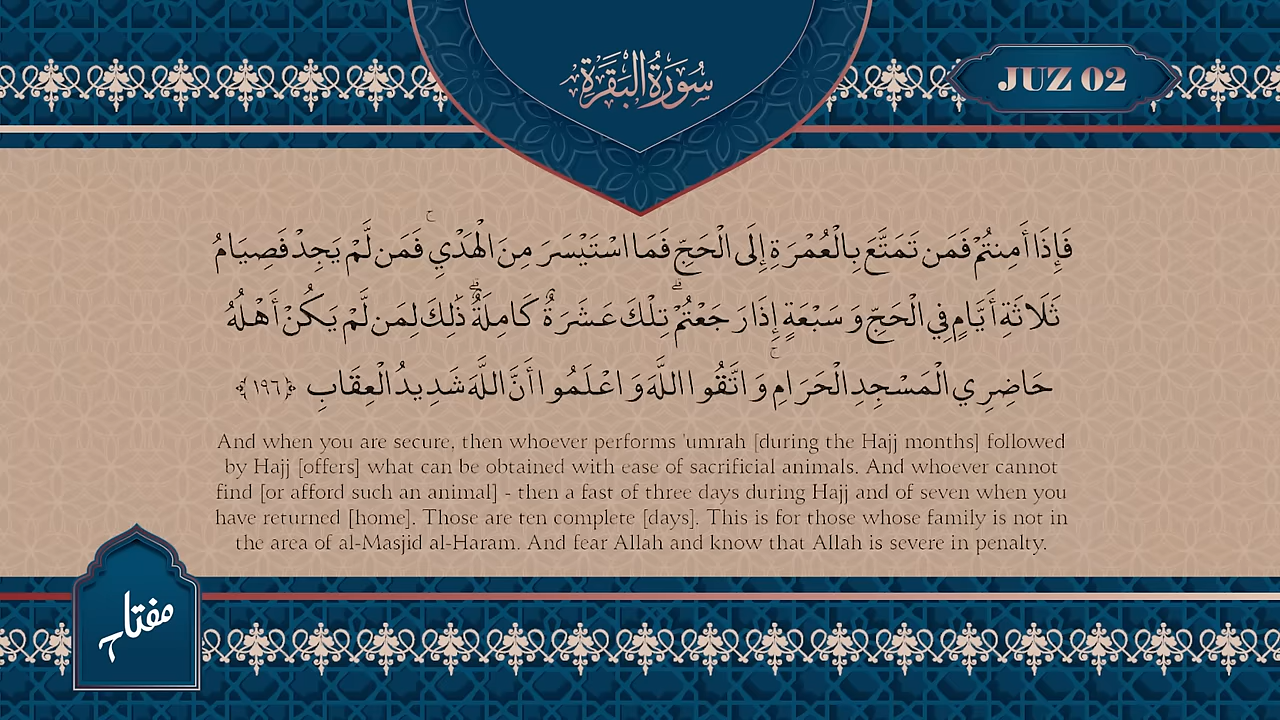 سُورَةُ البَقَرَةِ
JUZ 02
فَإِذَا أَمِنتُمْ فَمَن تَمَتَّعَ بِالْعُمْرَةِ إِلَى الْحَجِّ فَمَا اسْتَيْسَرَ مِنَ الْهَدْيِ ۚ فَمَن لَّمْ يَجِدْ فَصِيَامُ
ثَلَاثَةِ أَيَّامٍ فِي الْحَجِّ وَسَبْعَةٍ إِذَا رَجَعْتُمْ ۗ تِلْكَ عَشَرَةٌ كَامِلَةٌ ۗ ذَٰلِكَ لِمَن لَّمْ يَكُنْ أَهْلُهُ
حَاضِرِي الْمَسْجِدِ الْحَرَامِ ۚ وَاتَّقُوا اللَّهَ وَاعْلَمُوا أَنَّ اللَّهَ شَدِيدُ الْعِقَابِ ﴿١٩٦﴾
And when you are secure, then whoever performs 'umrah [during the Hajj months] followed
by Hajj [offers] what can be obtained with ease of sacrificial animals. And whoever cannot
find [or afford such an animal] - then a fast of three days during Hajj and of seven when you
have returned [home]. Those are ten complete [days]. This is for those whose family is not in
the area of al-Masjid al-Haram. And fear Allah and know that Allah is severe in penalty.
مفتاح